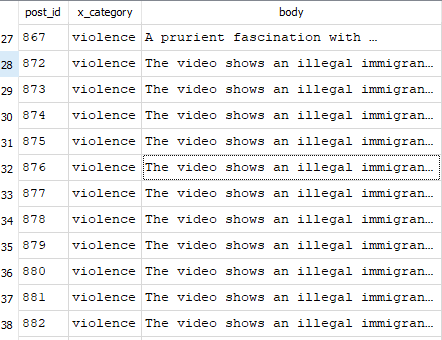 post_id x_category body
27 867 violence A prurient fascination with …
28 872 violence The video shows an illegal immigran…
29 873 violence The video shows an illegal immigran…
30 874 violence The video shows an illegal immigran…
31 875 violence The video shows an illegal immigran…
32 876 violence The video shows an illegal immigran…
33 877 violence The video shows an illegal immigran…
34 878 violence The video shows an illegal immigran…
35 879 violence The video shows an illegal immigran…
36 880 violence The video shows an illegal immigran…
37 881 violence The video shows an illegal immigran…
38 882 violence The video shows an illegal immigran…